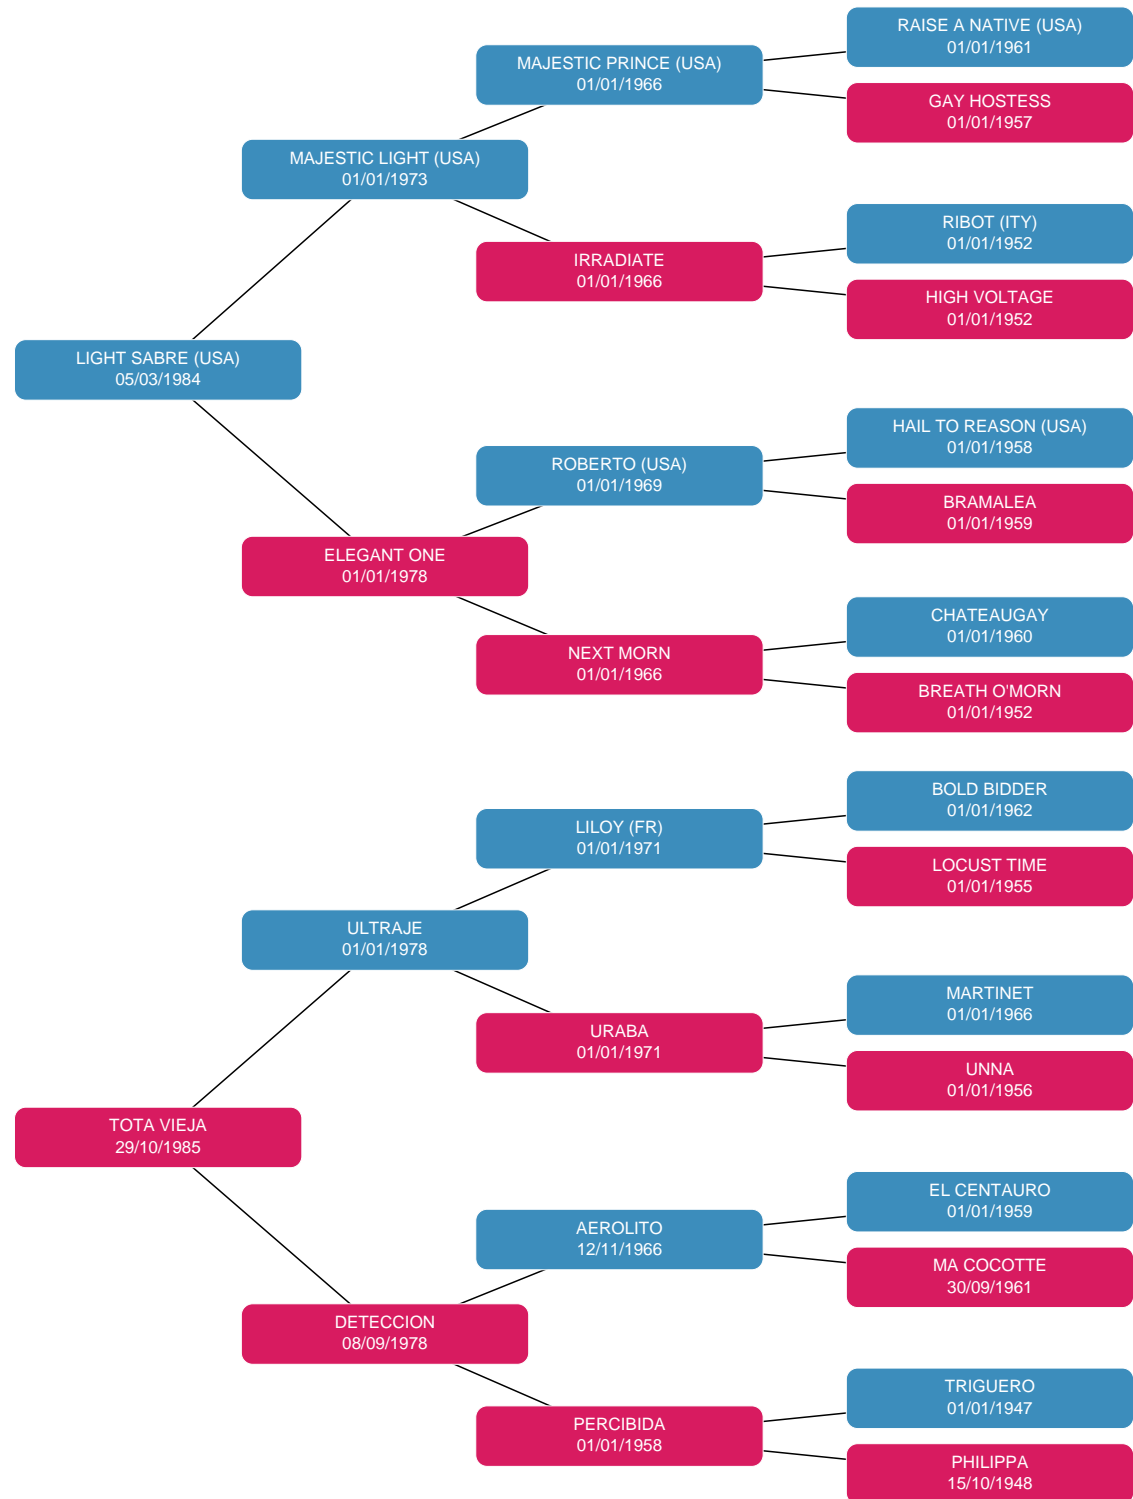 RAISE A NATIVE (USA)
01/01/1961
MAJESTIC PRINCE (USA)
01/01/1966
GAY HOSTESS
01/01/1957
MAJESTIC LIGHT (USA)
01/01/1973
RIBOT (ITY)
01/01/1952
IRRADIATE
01/01/1966
HIGH VOLTAGE
01/01/1952
LIGHT SABRE (USA)
05/03/1984
HAIL TO REASON (USA)
01/01/1958
ROBERTO (USA)
01/01/1969
BRAMALEA
01/01/1959
ELEGANT ONE
01/01/1978
CHATEAUGAY
01/01/1960
NEXT MORN
01/01/1966
BREATH O'MORN
01/01/1952
BOLD BIDDER
01/01/1962
LILOY (FR)
01/01/1971
LOCUST TIME
01/01/1955
ULTRAJE
01/01/1978
MARTINET
01/01/1966
URABA
01/01/1971
UNNA
01/01/1956
TOTA VIEJA
29/10/1985
EL CENTAURO
01/01/1959
AEROLITO
12/11/1966
MA COCOTTE
30/09/1961
DETECCION
08/09/1978
TRIGUERO
01/01/1947
PERCIBIDA
01/01/1958
PHILIPPA
15/10/1948